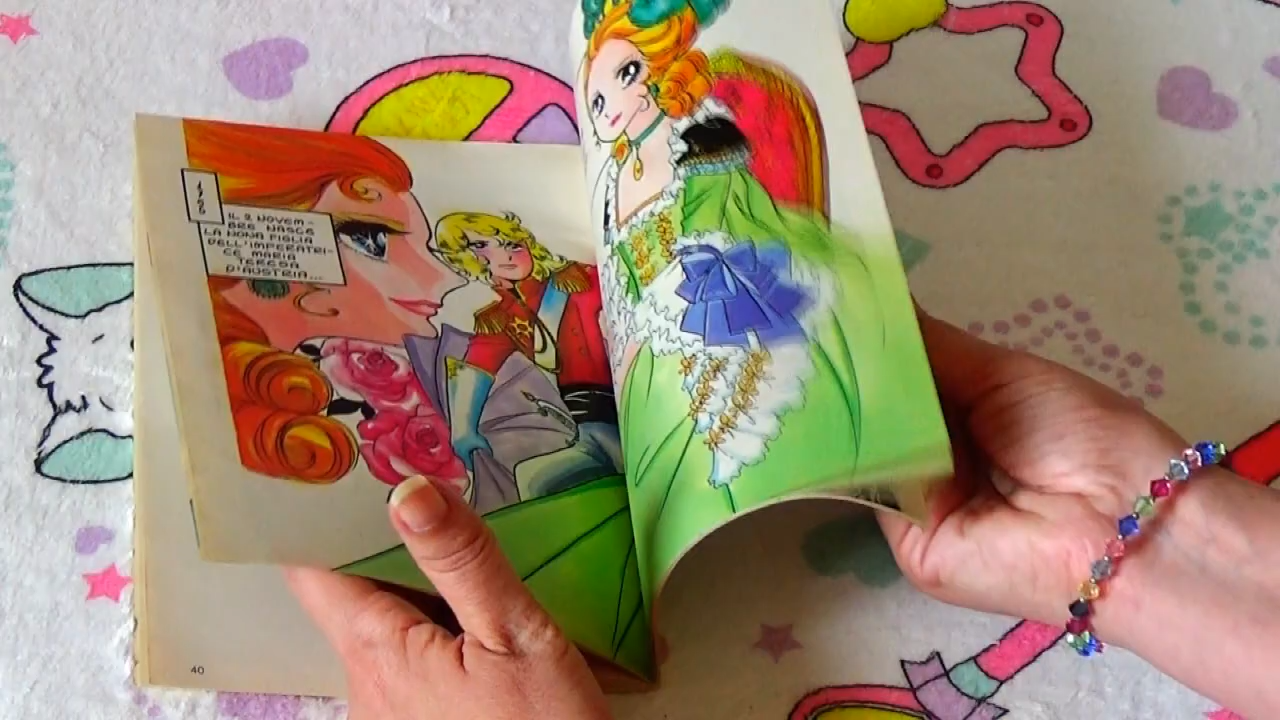 IL 2 NOVEM-
BRE NASCE
LA NONA FIGLIA
DELL'IMPERATRI-
CE MARIA
TERESA
D'AUSTRIA...
40